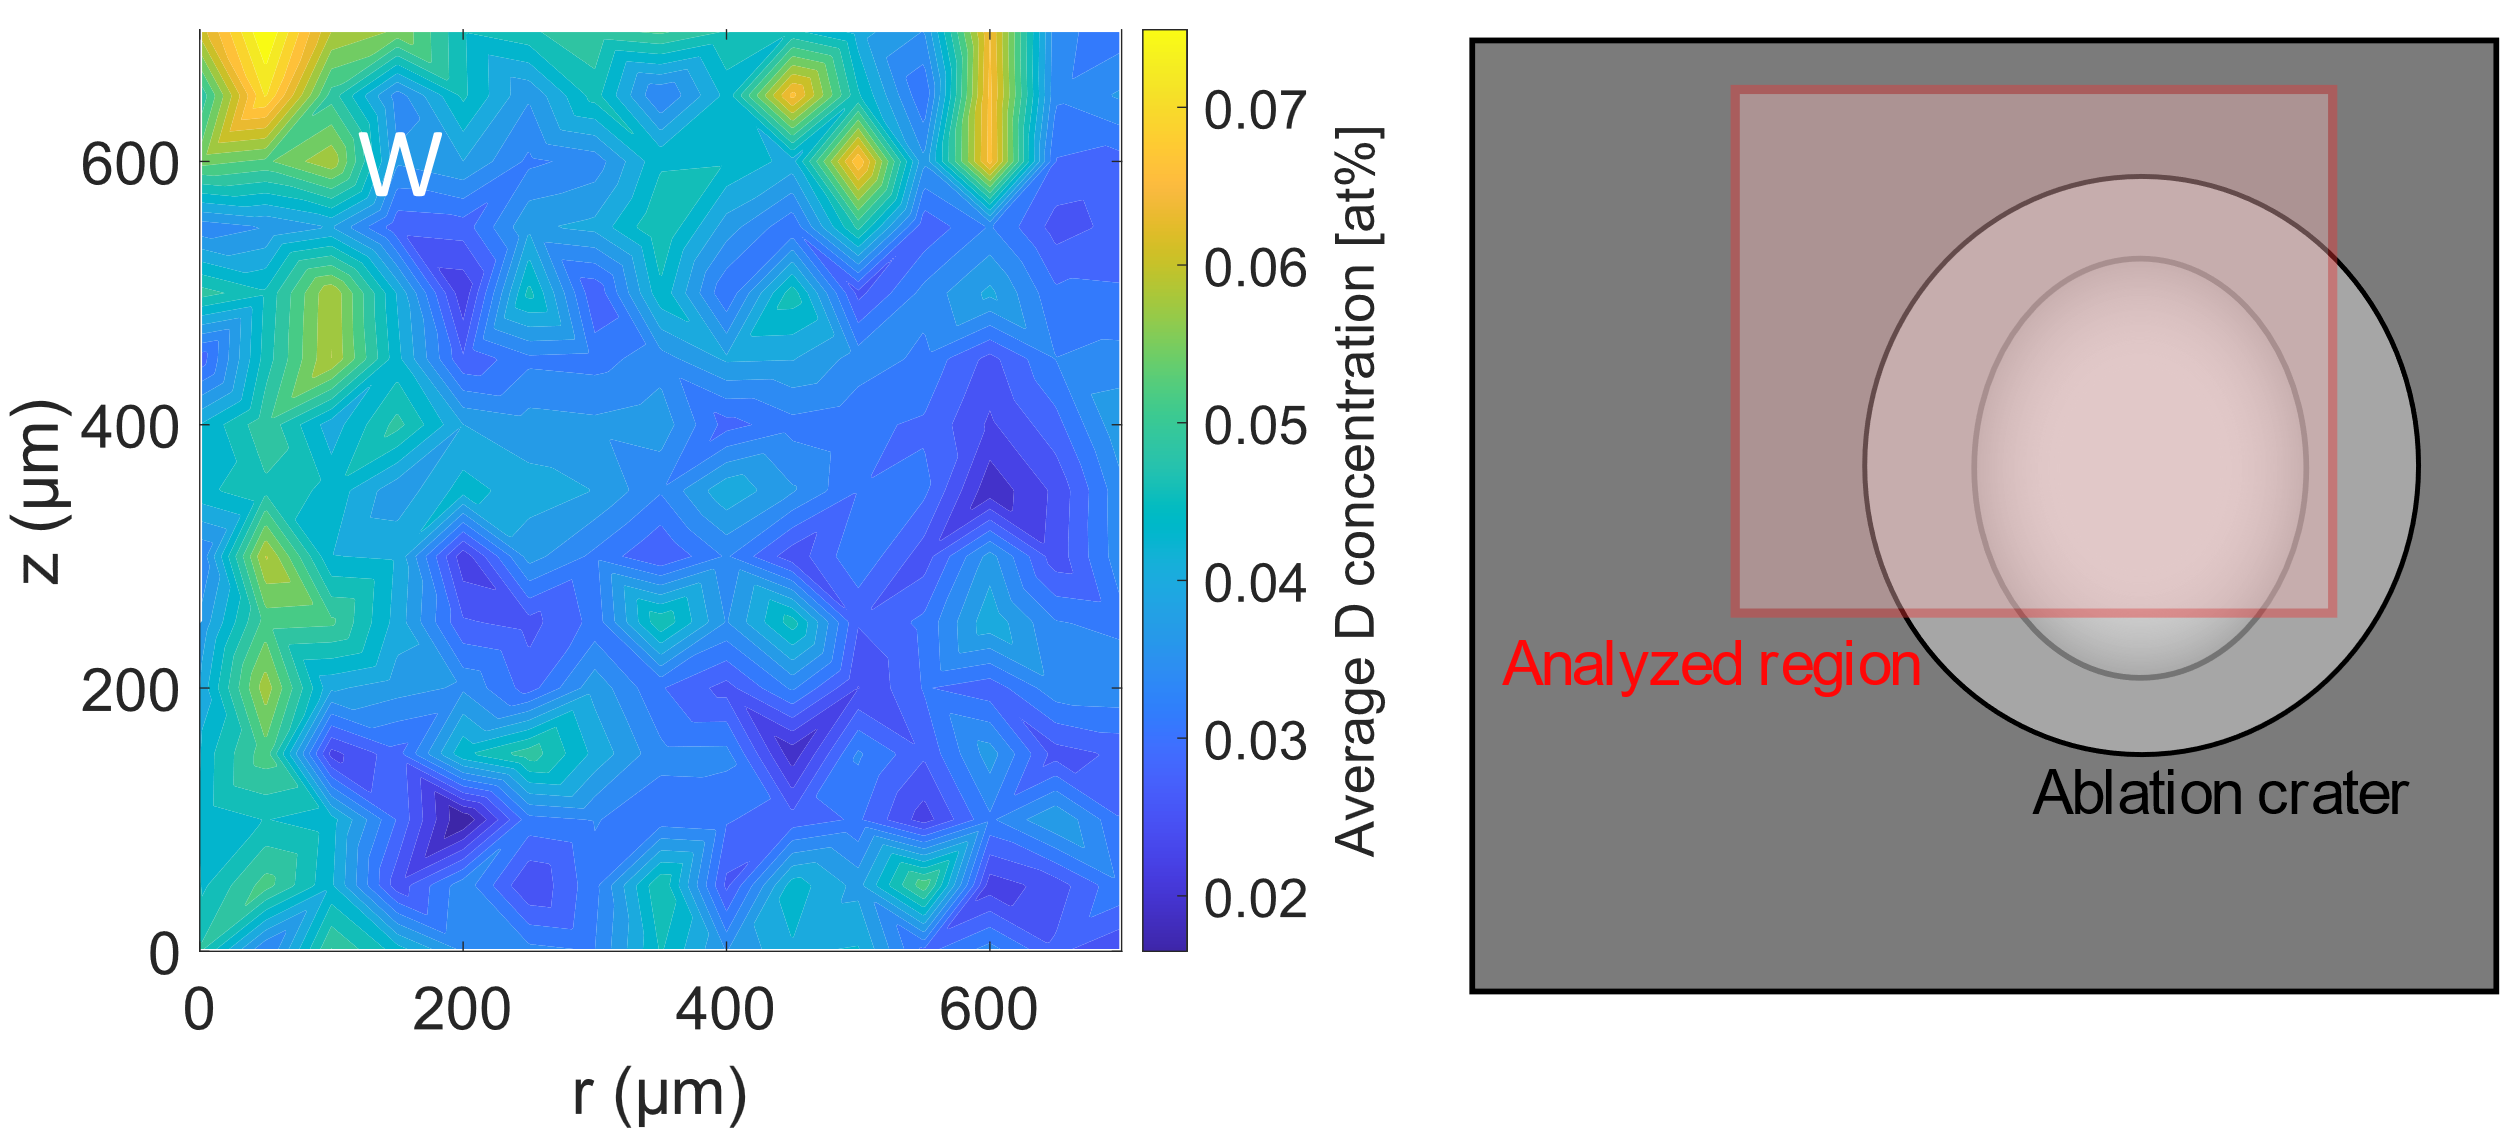 W
600
400
200
0
z (µm)
0
200
400
600
r (µm)
0.07
0.06
0.05
0.04
0.03
0.02
Average D concentration [at%]
Analyzed region
Ablation crater